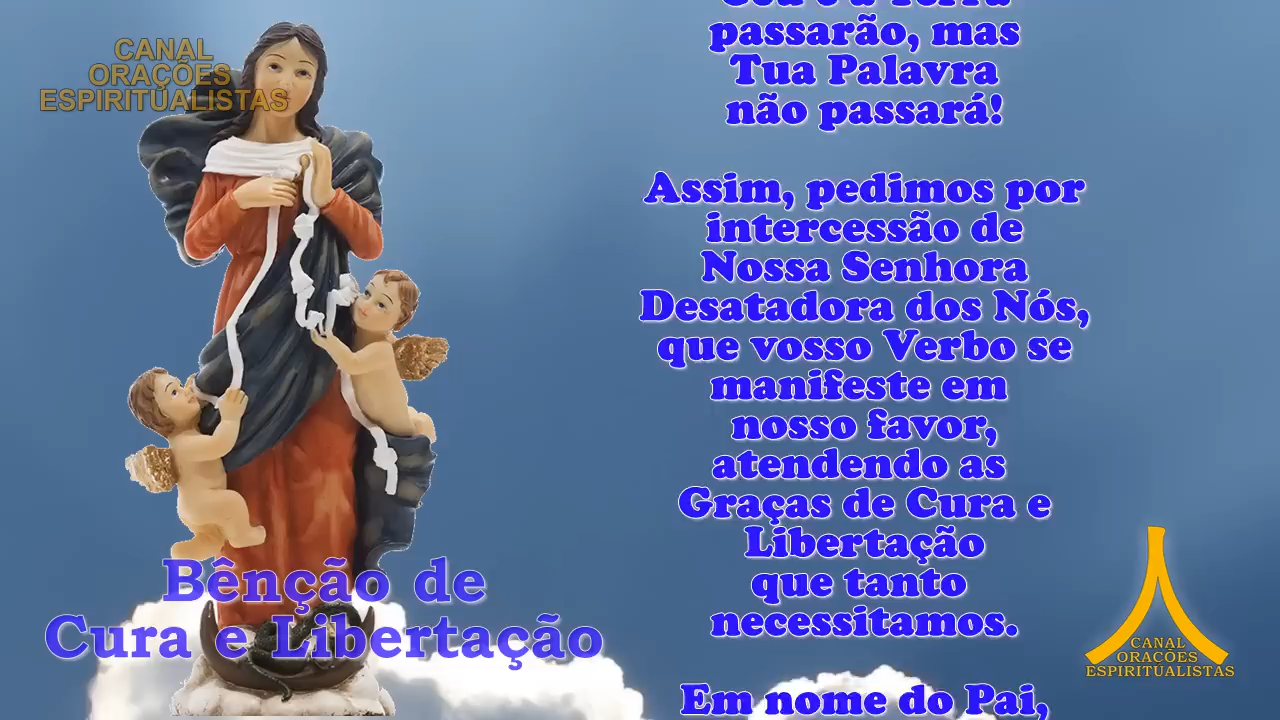 CANAL
ORAÇÕES
ESPIRITUALISTAS
Céu e a Terra
passarão, mas
Tua Palavra
não passará!
Assim, pedimos por
intercessão de
Nossa Senhora
Desatadora dos Nós,
que vosso Verbo se
manifeste em
nosso favor,
atendendo as
Graças de Cura e
Libertação
que tanto
necessitamos.
Em nome do Pai,
Bênção de
Cura e Libertação
CANAL
ORAÇÕES
ESPIRITUALISTAS